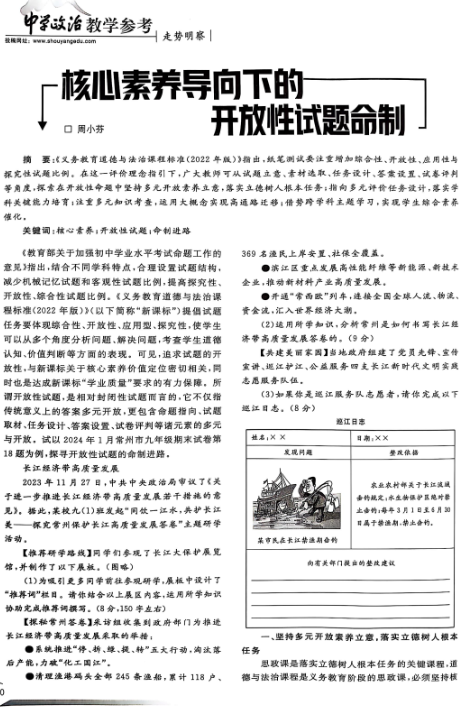 中学政治教学参考
投稿网址：www.shouyangedu.com
走势明察
核心素养导向下的
开放性试题命制
□ 周小芬
摘　要：《义务教育道德与法治课程标准（2022年版）》指出，纸笔测试要注重增加综合性、开放性、应用性与
探究性试题比例。在这一评价理念指引下，广大教师可以从试题立意、素材选取、任务设计、答案设置、试卷评判
等角度，探索在开放性命题中坚持多元开放素养立意，落实立德树人根本任务；指向多元评价任务设计，落实学
科关键能力培育；注重多元知识考查，运用大概念实现高通路迁移；借势跨学科主题学习，实现学生综合素养
催化。
关键词：核心素养；开放性试题；命制进路
《教育部关于加强初中学业水平考试命题工作的
意见》指出，结合不同学科特点，合理设置试题结构，
减少机械记忆试题和客观性试题比例，提高探究性、
开放性、综合性试题比例。《义务教育道德与法治课
程标准（2022年版）》（以下简称“新课标”）提倡试题
任务要体现综合性、开放性、应用型、探究性，使学生
可以从多个角度分析问题、解决问题，考查学生道德
认知、价值判断等方面的表现。可见，追求试题的开
放性，与新课标关于核心素养价值定位密切相关，同
时也是达成新课标“学业质量”要求的有力保障。所
谓开放性试题，是相对封闭性试题而言的，它不仅指
传统意义上的答案多元开放，更包含命题指向、试题
取材、任务设计、答案设置、试卷评判等诸元素的多元
与开放。试以2024年1月常州市九年级期末试卷第
18题为例，探寻开放性试题的命制进路。
长江经济带高质量发展
2023年11月27日，中共中央政治局审议了《关
于进一步推进长江经济带高质量发展若干措施的意
见》。据此，某校九（1）班发起“同饮一江水，共护长江
美——探究常州保护长江高质量发展答卷”主题研学
活动。
【推荐研学路线】同学们参观了长江大保护展览
馆，并制作了以下展板。（图略）
（1）为吸引更多同学前往参观研学，展板中设计了
“推荐词”栏目。请你结合以上展区内容，运用所学知识
协助完成推荐词撰写。（8分，150字左右）
【探秘常州答卷】采访组收集到政府部门为推进
长江经济带高质量发展采取的举措：
●系统推进“停、拆、绿、提、转”五大行动，淘汰落
后产能，力破“化工围江”。
●清理渔港码头全部245条渔船，累计118户、
369名渔民上岸安置、社保全覆盖。
●滨江区重点发展高性能纤维等新能源、新技术
企业，推动新材料产业高质量发展。
●开通“常西欧”列车，连接全国全球人流、物流、
资金流，汇入世界经济大潮。
（2）运用所学知识，分析常州是如何书写长江经
济带高质量发展答卷的。（9分）
【共建美丽家园】当地政府组建了党员先锋、宣传
宣讲、巡江护江、公益服务四支长江新时代文明实践
志愿服务队伍。
（3）如果你是巡江服务队志愿者，请你完成以下
巡江日志。（8分）
巡江日志
姓名：××　日期：××
发现问题　整改依据
农业农村部关于长江流域
垂钓规定：水生物保护区绝对禁
止垂钓；每年3月1日至6月30
日属于禁渔期，禁止垂钓。
某市民在长江禁渔期垂钓
向有关部门提出的整改建议
一、坚持多元开放素养立意，落实立德树人根本
任务
思政课是落实立德树人根本任务的关键课程，道
德与法治课程是义务教育阶段的思政课，必须坚持核
0